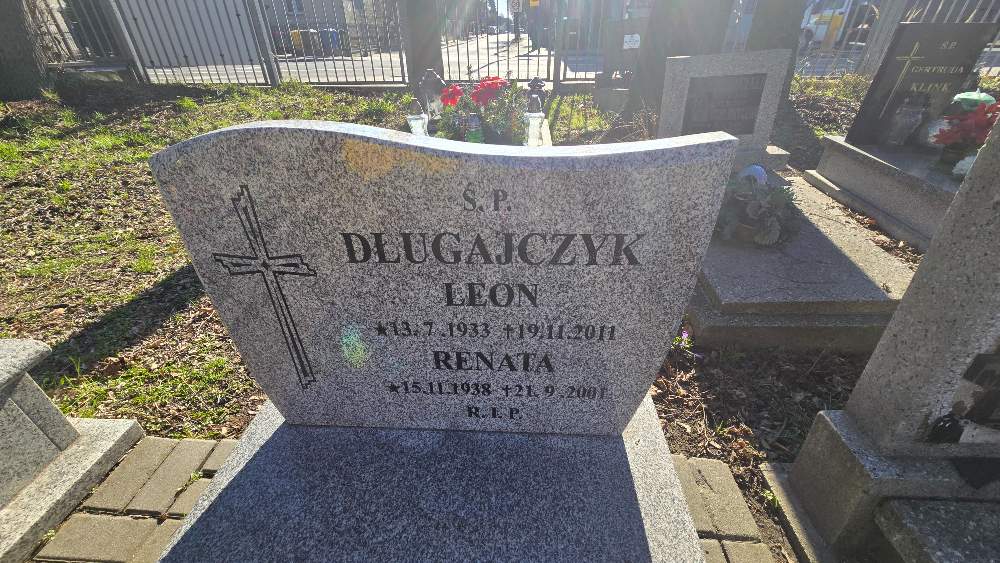 Ś. P.
DŁUGAJCZYK
LEON
★13. 7. 1933 †19.11.2011
RENATA
★15.11.1938 †21. 9. 2001
R. I. P.
Ś.P.
GERTRUDA
KLINK